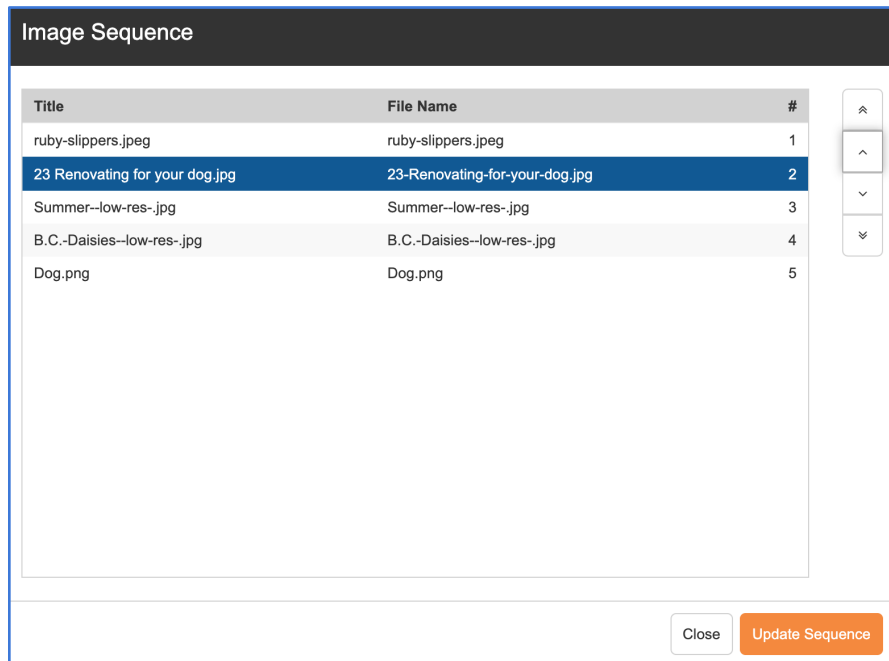 Image Sequence
Title File Name #
ruby-slippers.jpeg ruby-slippers.jpeg 1
23 Renovating for your dog.jpg 23-Renovating-for-your-dog.jpg 2
Summer--low-res-.jpg Summer--low-res-.jpg 3
B.C.-Daisies--low-res-.jpg B.C.-Daisies--low-res-.jpg 4
Dog.png Dog.png 5
Close Update Sequence